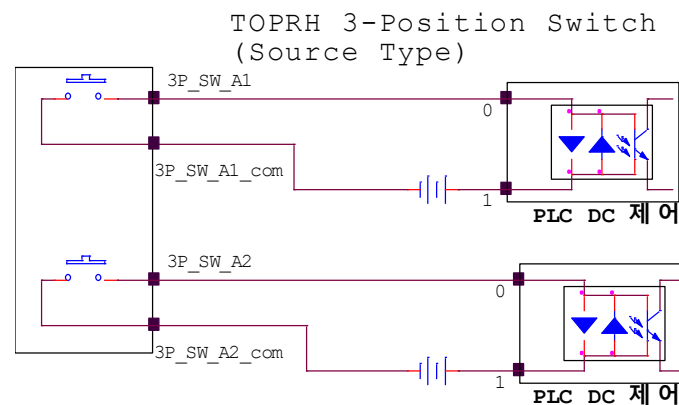 TOPRH 3-Position Switch
(Source Type)
3P_SW_A1
0
3P_SW_A1_com
1
PLC DC 제어
3P_SW_A2
0
3P_SW_A2_com
1
PLC DC 제어